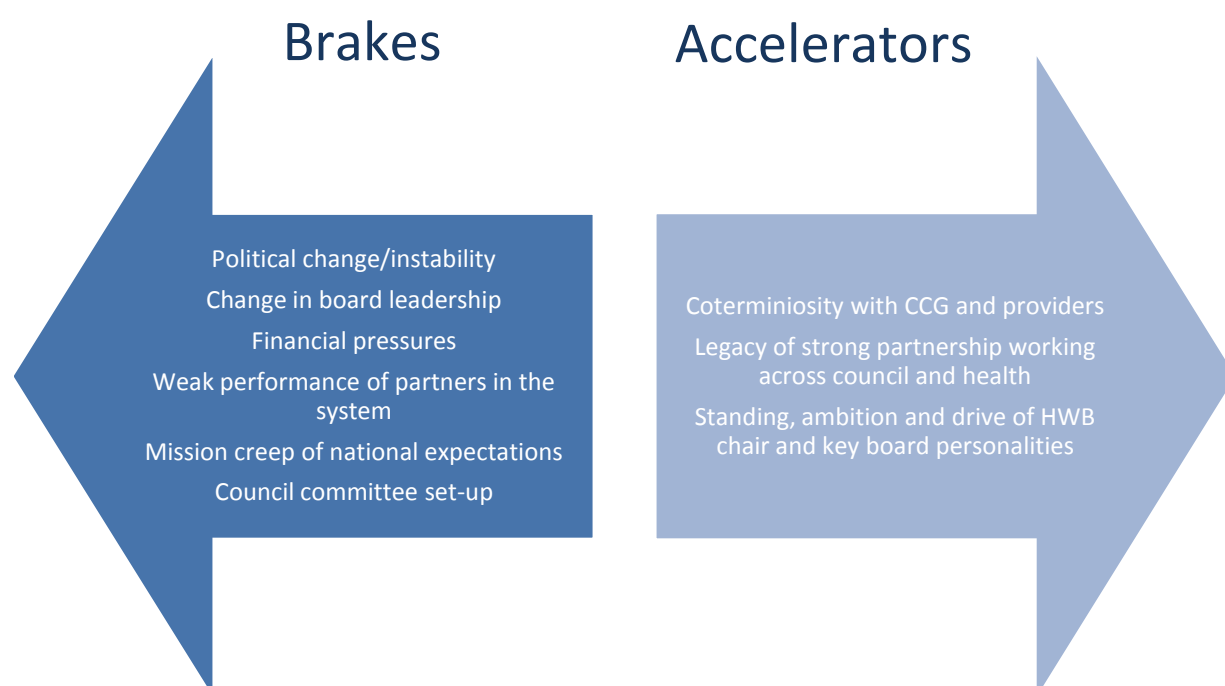 Brakes
Political change/instability
Change in board leadership
Financial pressures
Weak performance of partners in the
system
Mission creep of national expectations
Council committee set-up
Accelerators
Coterminiosity with CCG and providers
Legacy of strong partnership working
across council and health
Standing, ambition and drive of HWB
chair and key board personalities